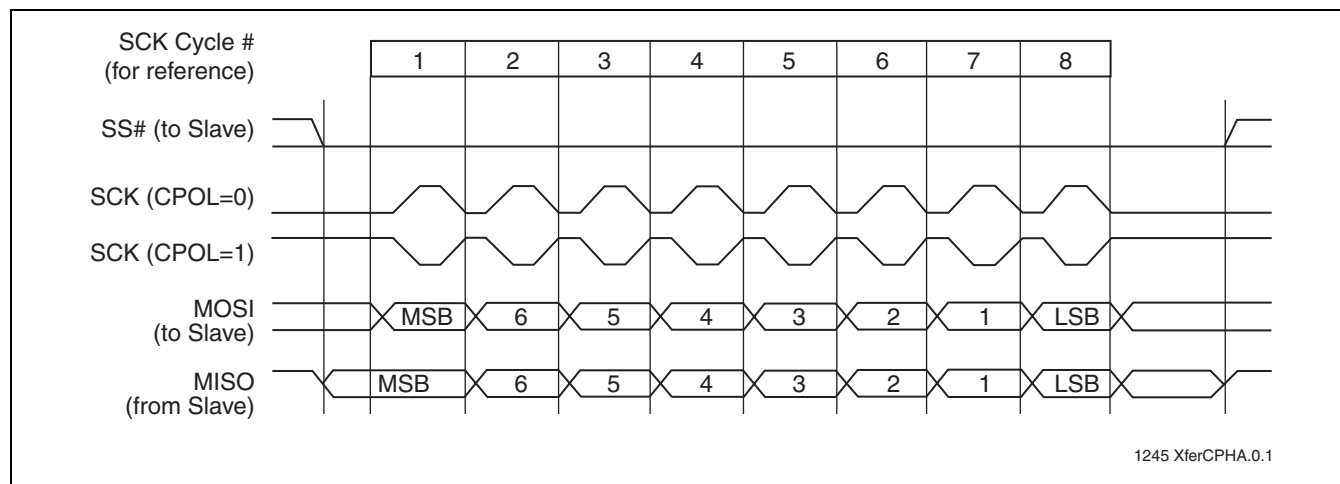 SCK Cycle #
(for reference)
1 2 3 4 5 6 7 8
SS# (to Slave)
SCK (CPOL=0)
SCK (CPOL=1)
MOSI
(to Slave)
MSB 6 5 4 3 2 1 LSB
MISO
(from Slave)
MSB 6 5 4 3 2 1 LSB
1245 XferCPHA.0.1